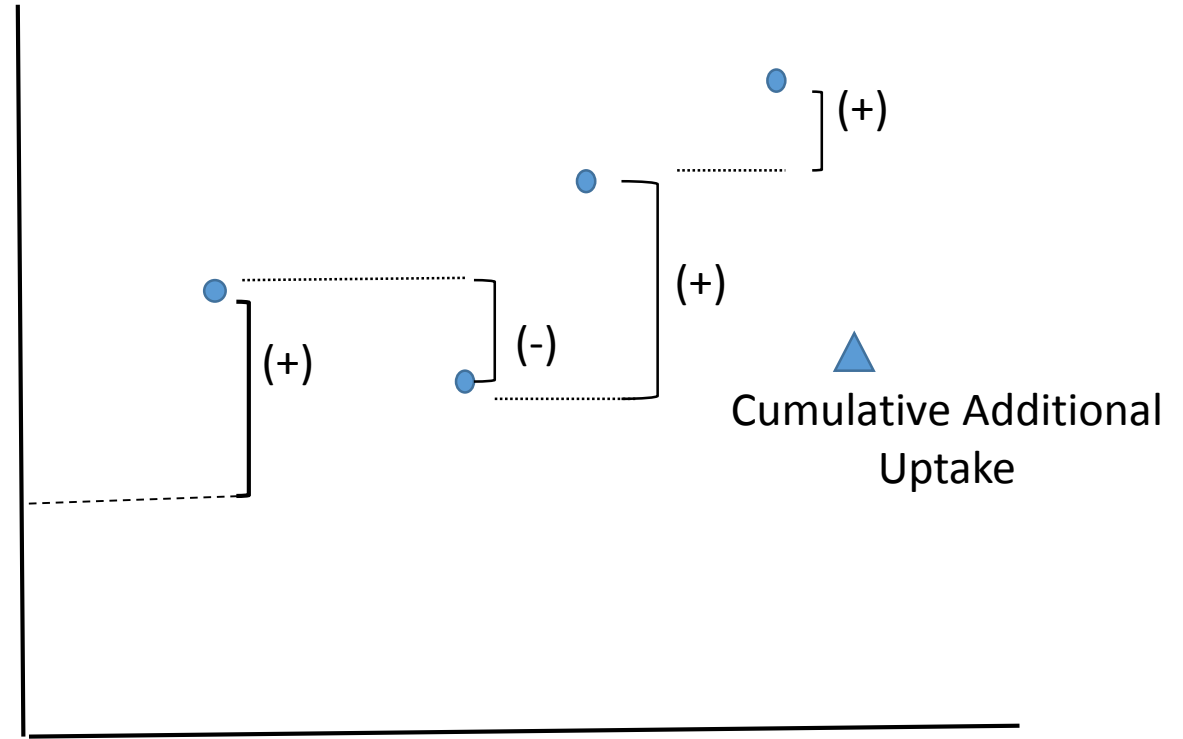 (+)
(+)
(-)
(+)
Cumulative Additional
Uptake